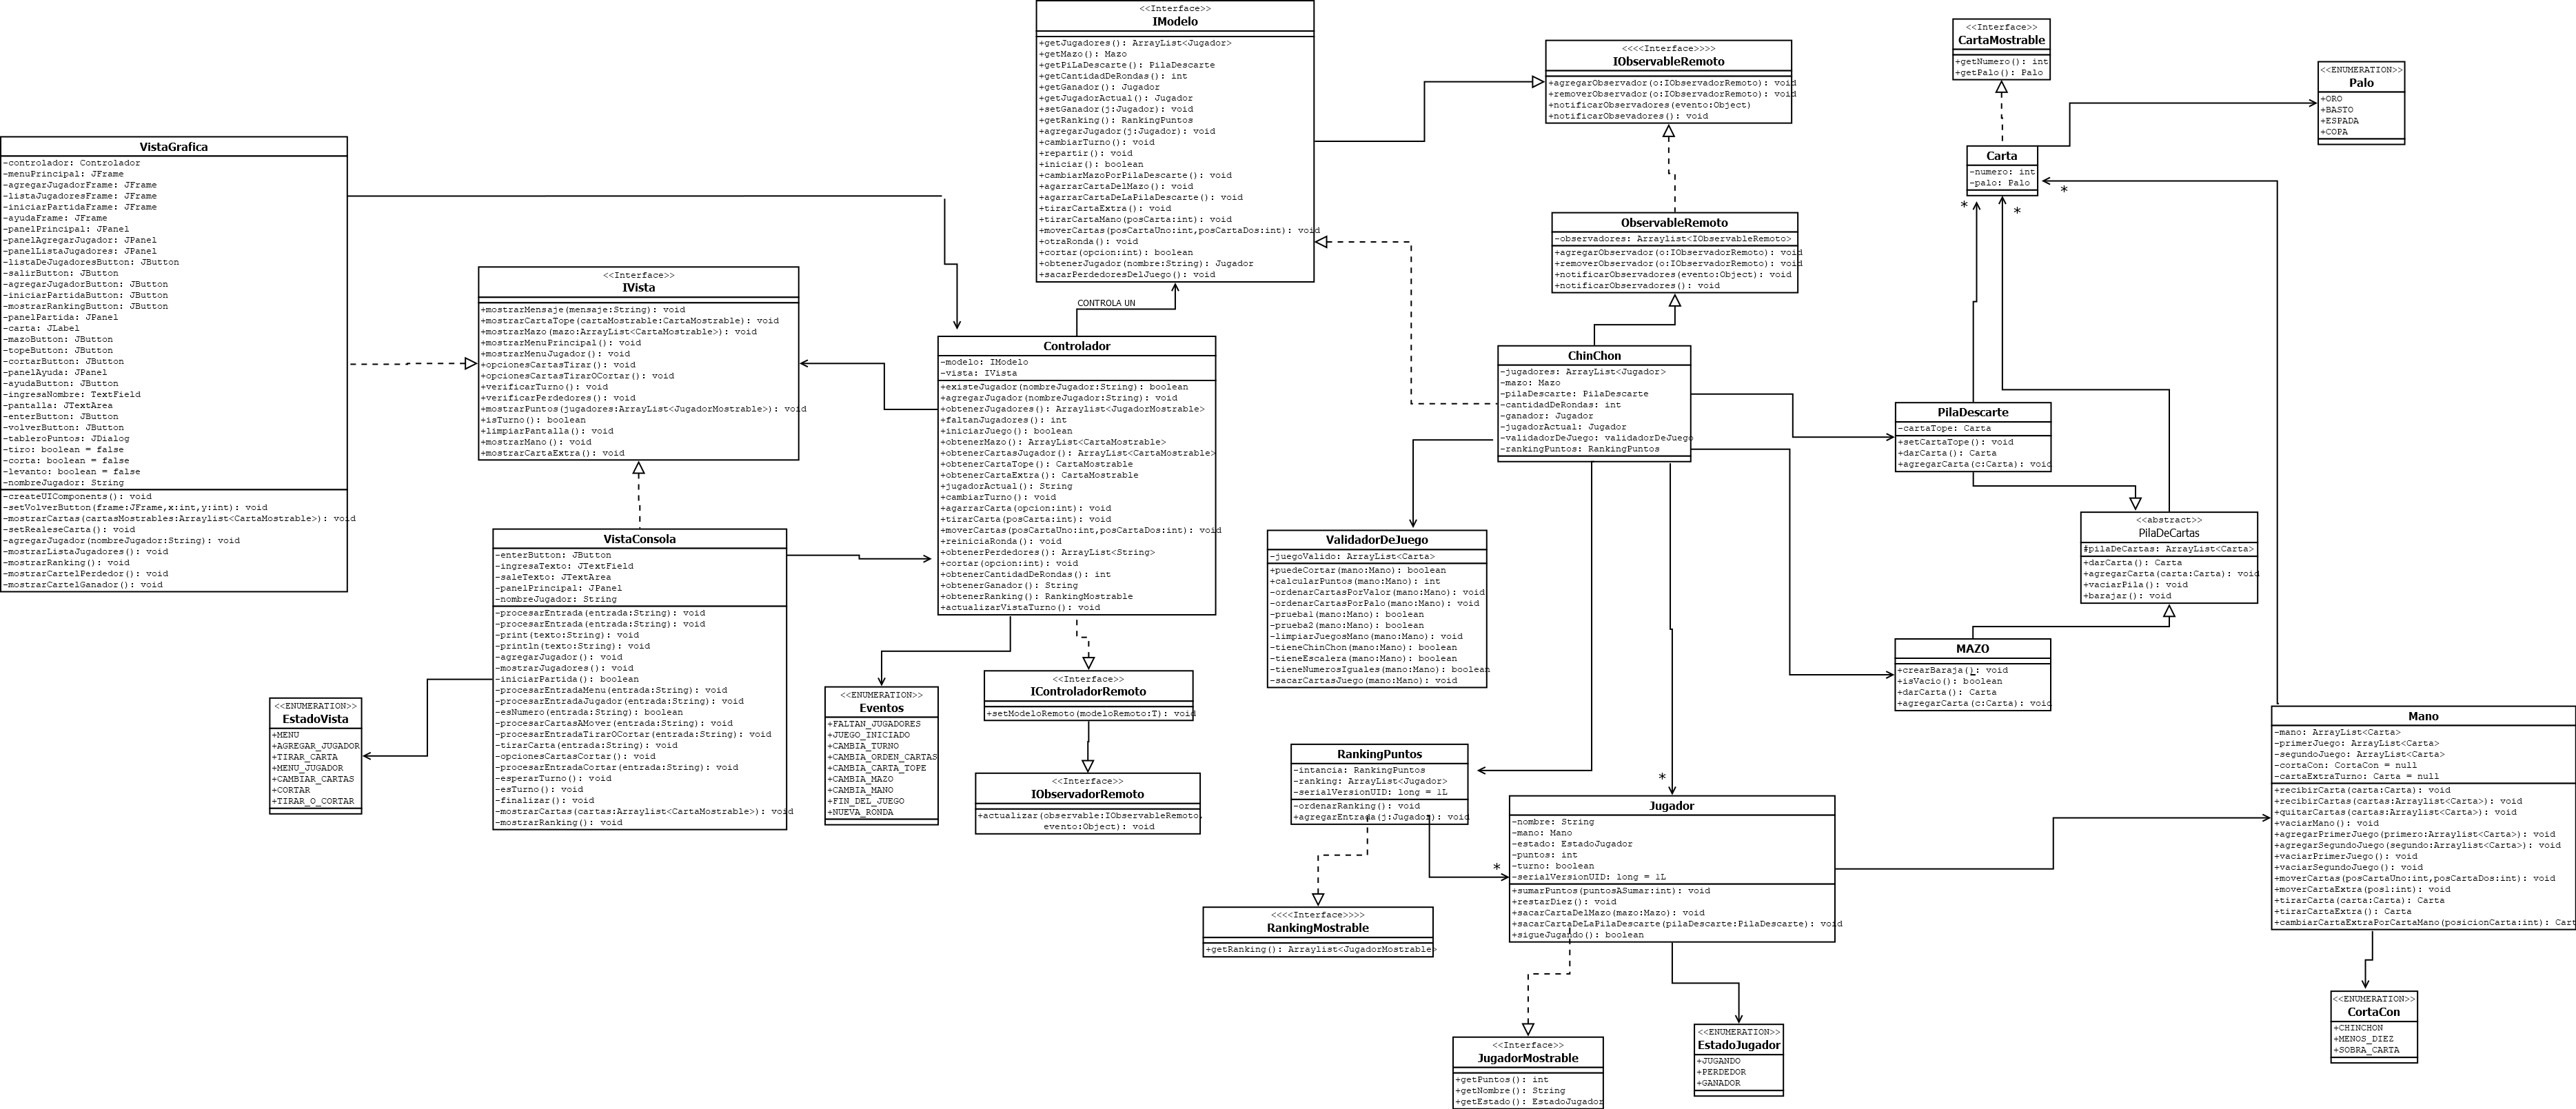 VistaGrafica
-controlador: Controlador
-menuPrincipal: JFrame
-agregarJugadorFrame: JFrame
-listaJugadoresFrame: JFrame
-iniciarPartidaFrame: JFrame
-ayudaFrame: JFrame
-panelPrincipal: JPanel
-panelAgregarJugador: JPanel
-panelListaJugadores: JPanel
-listaDeJugadoresButton: JButton
-salirButton: JButton
-agregarJugadorButton: JButton
-iniciarPartidaButton: JButton
-mostrarRankingButton: JButton
-panelPartida: JPanel
-carta: JLabel
-mazoButton: JButton
-topeButton: JButton
-cortarButton: JButton
-panelAyuda: JPanel
-ayudaButton: JButton
-ingresaNombre: TextField
-pantalla: JTextArea
-enterButton: JButton
-volverButton: JButton
-tableroPuntos: JDialog
-tiro: boolean = false
-corta: boolean = false
-levanto: boolean = false
-nombreJugador: String
-createUIComponents(): void
-setVolverButton(frame:JFrame,x:int,y:int): void
-mostrarCartas(cartasMostrables:Arraylist<CartaMostrable>): void
-setRealeseCarta(): void
-agregarJugador(nombreJugador:String): void
-mostrarListaJugadores(): void
-mostrarRanking(): void
-mostrarCartelPerdedor(): void
-mostrarCartelGanador(): void
<<Interface>>
IVista
+mostrarMensaje(mensaje:String): void
+mostrarCartaTope(cartaMostrable:CartaMostrable): void
+mostrarMazo(mazo:ArrayList<CartaMostrable>): void
+mostrarMenuPrincipal(): void
+mostrarMenuJugador(): void
+opcionesCartasTirar(): void
+opcionesCartasTirarOCortar(): void
+verificarTurno(): void
+verificarPerdedores(): void
+mostrarPuntos(jugadores:ArrayList<JugadorMostrable>): void
+isTurno(): boolean
+limpiarPantalla(): void
+mostrarMano(): void
+mostrarCartaExtra(): void
VistaConsola
-enterButton: JButton
-ingresaTexto: JTextField
-saleTexto: JTextArea
-panelPrincipal: JPanel
-nombreJugador: String
-procesarEntrada(entrada:String): void
-procesarEntrada(entrada:String): void
-print(texto:String): void
-println(texto:String): void
-agregarJugador(): void
-mostrarJugadores(): void
-iniciarPartida(): boolean
-procesarEntradaMenu(entrada:String): void
-procesarEntradaJugador(entrada:String): void
-esNumero(entrada:String): boolean
-procesarCartasAMover(entrada:String): void
-procesarEntradaTirarOCortar(entrada:String): void
-tirarCarta(entrada:String): void
-opcionesCartasCortar(): void
-procesarEntradaCortar(entrada:String): void
-esperarTurno(): void
-esTurno(): void
-finalizar(): void
-mostrarCartas(cartas:Arraylist<CartaMostrable>): void
-mostrarRanking(): void
<<ENUMERATION>>
EstadoVista
+MENU
+AGREGAR_JUGADOR
+TIRAR_CARTA
+MENU_JUGADOR
+CAMBIAR_CARTAS
+CORTAR
+TIRAR_O_CORTAR
<<Interface>>
IModelo
+getJugadores(): ArrayList<Jugador>
+getMazo(): Mazo
+getPiLaDescarte(): PilaDescarte
+getCantidadDeRondas(): int
+getGanador(): Jugador
+getJugadorActual(): Jugador
+setGanador(j:Jugador): void
+getRanking(): RankingPuntos
+agregarJugador(j:Jugador): void
+cambiarTurno(): void
+repartir(): void
+iniciar(): boolean
+cambiarMazoPorPilaDescarte(): void
+agarrarCartaDelMazo(): void
+agarrarCartaDeLaPilaDescarte(): void
+tirarCartaExtra(): void
+tirarCartaMano(posCarta:int): void
+moverCartas(posCartaUno:int,posCartaDos:int): void
+otraRonda(): void
+cortar(opcion:int): boolean
+obtenerJugador(nombre:String): Jugador
+sacarPerdedoresDelJuego(): void
CONTROLA UN
Controlador
-modelo: IModelo
-vista: IVista
+existeJugador(nombreJugador:String): boolean
+agregarJugador(nombreJugador:String): void
+obtenerJugadores(): Arraylist<JugadorMostrable>
+faltanJugadores(): int
+iniciarJuego(): boolean
+obtenerMazo(): ArrayList<CartaMostrable>
+obtenerCartasJugador(): ArrayList<CartaMostrable>
+obtenerCartaTope(): CartaMostrable
+obtenerCartaExtra(): CartaMostrable
+jugadorActual(): String
+cambiarTurno(): void
+agarrarCarta(opcion:int): void
+tirarCarta(posCarta:int): void
+moverCartas(posCartaUno:int,posCartaDos:int): void
+reiniciaRonda(): void
+obtenerPerdedores(): ArrayList<String>
+cortar(opcion:int): void
+obtenerCantidadDeRondas(): int
+obtenerGanador(): String
+obtenerRanking(): RankingMostrable
+actualizarVistaTurno(): void
<<ENUMERATION>>
Eventos
+FALTAN_JUGADORES
+JUEGO_INICIADO
+CAMBIA_TURNO
+CAMBIA_ORDEN_CARTAS
+CAMBIA_CARTA_TOPE
+CAMBIA_MAZO
+CAMBIA_MANO
+FIN_DEL_JUEGO
+NUEVA_RONDA
<<Interface>>
IControladorRemoto
+setModeloRemoto(modeloRemoto:T): void
<<Interface>>
IObservadorRemoto
+actualizar(observable:IObservableRemoto,
evento:Object): void
<<<<Interface>>>>
IObservableRemoto
+agregarObservador(o:IObservadorRemoto): void
+removerObservador(o:IObservadorRemoto): void
+notificarObservadores(evento:Object)
+notificarObsevadores(): void
ObservableRemoto
-observadores: Arraylist<IObservableRemoto>
+agregarObservador(o:IObservadorRemoto): void
+removerObservador(o:IObservadorRemoto): void
+notificarObservadores(evento:Object): void
+notificarObservadores(): void
ChinChon
-jugadores: ArrayList<Jugador>
-mazo: Mazo
-pilaDescarte: PilaDescarte
-cantidadDeRondas: int
-ganador: Jugador
-jugadorActual: Jugador
-validadorDeJuego: validadorDeJuego
-rankingPuntos: RankingPuntos
ValidadorDeJuego
-juegoValido: ArrayList<Carta>
+puedeCortar(mano:Mano): boolean
+calcularPuntos(mano:Mano): int
-ordenarCartasPorValor(mano:Mano): void
-ordenarCartasPorPalo(mano:Mano): void
-prueba1(mano:Mano): boolean
-prueba2(mano:Mano): boolean
-limpiarJuegosMano(mano:Mano): void
-tieneChinChon(mano:Mano): boolean
-tieneEscalera(mano:Mano): boolean
-tieneNumerosIguales(mano:Mano): boolean
-sacarCartasJuego(mano:Mano): void
RankingPuntos
-intancia: RankingPuntos
-ranking: ArrayList<Jugador>
-serialVersionUID: long = 1L
-ordenarRanking(): void
+agregarEntrada(j:Jugador): void
<<<<Interface>>>>
RankingMostrable
+getRanking(): Arraylist<JugadorMostrable>
*
*
Jugador
-nombre: String
-mano: Mano
-estado: EstadoJugador
-puntos: int
-turno: boolean
-serialVersionUID: long = 1L
+sumarPuntos(puntosASumar:int): void
+restarDiez(): void
+sacarCartaDelMazo(mazo:Mazo): void
+sacarCartaDeLaPilaDescarte(pilaDescarte:PilaDescarte): void
+sigueJugando(): boolean
<<Interface>>
JugadorMostrable
+getPuntos(): int
+getNombre(): String
+getEstado(): EstadoJugador
<<ENUMERATION>>
EstadoJugador
+JUGANDO
+PERDEDOR
+GANADOR
<<Interface>>
CartaMostrable
+getNumero(): int
+getPalo(): Palo
Carta
-numero: int
-palo: Palo
*
*
*
<<ENUMERATION>>
Palo
+ORO
+BASTO
+ESPADA
+COPA
PilaDescarte
-cartaTope: Carta
+setCartaTope(): void
+darCarta(): Carta
+agregarCarta(c:Carta): void
<<abstract>>
PilaDeCartas
#pilaDeCartas: ArrayList<Carta>
+darCarta(): Carta
+agregarCarta(carta:Carta): void
+vaciarPila(): void
+barajar(): void
MAZO
+crearBaraja(): void
+isVacio(): boolean
+darCarta(): Carta
+agregarCarta(c:Carta): void
Mano
-mano: ArrayList<Carta>
-primerJuego: ArrayList<Carta>
-segundoJuego: ArrayList<Carta>
-cortaCon: CortaCon = null
-cartaExtraTurno: Carta = null
+recibirCarta(carta:Carta): void
+recibirCartas(cartas:Arraylist<Carta>): void
+quitarCartas(cartas:Arraylist<Carta>): void
+vaciarMano(): void
+agregarPrimerJuego(primero:Arraylist<Carta>): void
+agregarSegundoJuego(segundo:Arraylist<Carta>): void
+vaciarPrimerJuego(): void
+vaciarSegundoJuego(): void
+moverCartas(posCartaUno:int,posCartaDos:int): void
+moverCartaExtra(pos1:int): void
+tirarCarta(carta:Carta): Carta
+tirarCartaExtra(): Carta
+cambiarCartaExtraPorCartaMano(posicionCarta:int): Cart
<<ENUMERATION>>
CortaCon
+CHINCHON
+MENOS_DIEZ
+SOBRA_CARTA